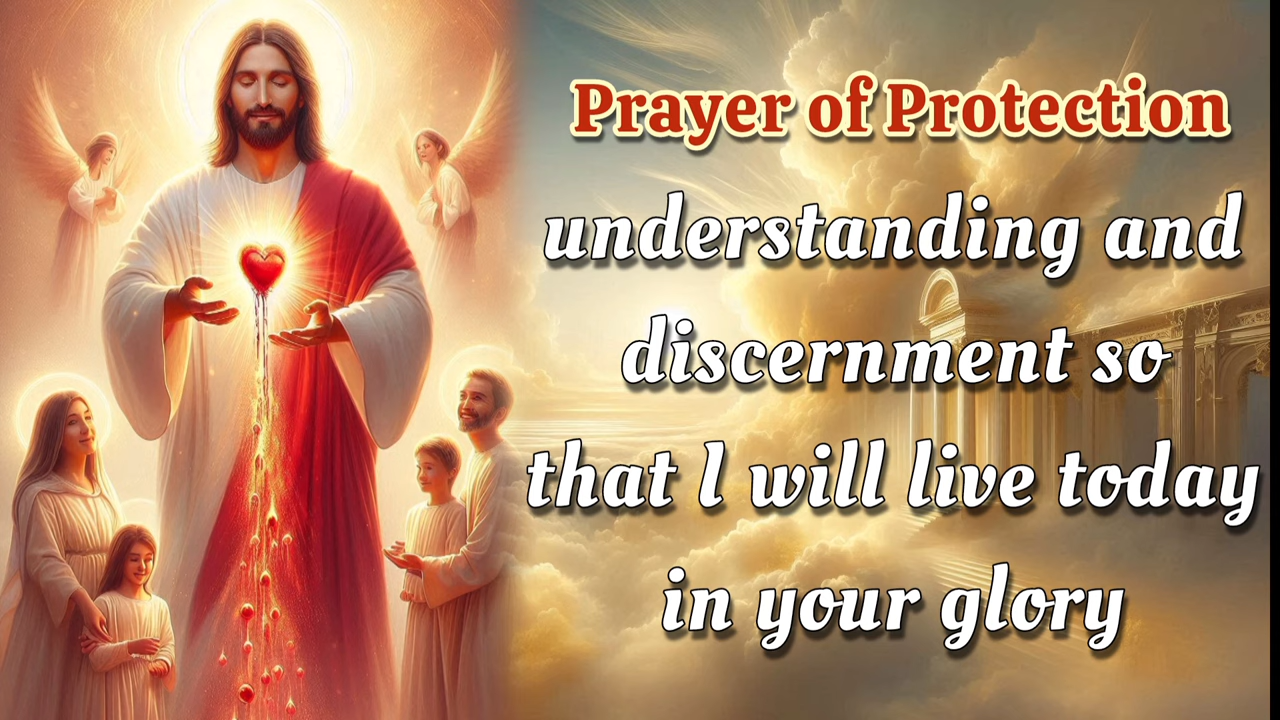 Prayer of Protection
understanding and
discernment so
that I will live today
in your glory